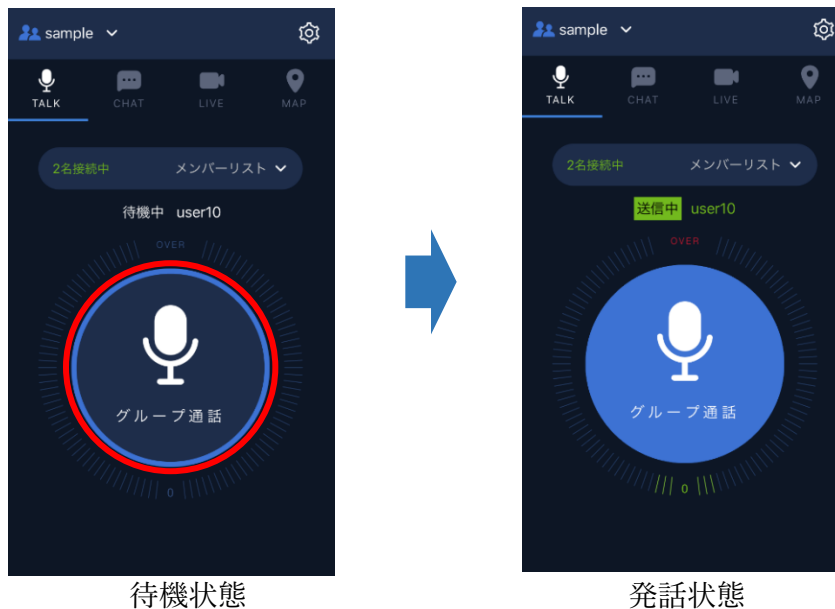 sample
TALK CHAT LIVE MAP
2名接続中 メンバーリスト
待機中 user10
OVER
グループ通話
0
待機状態
sample
TALK CHAT LIVE MAP
2名接続中 メンバーリスト
送信中 user10
OVER
グループ通話
0
発話状態